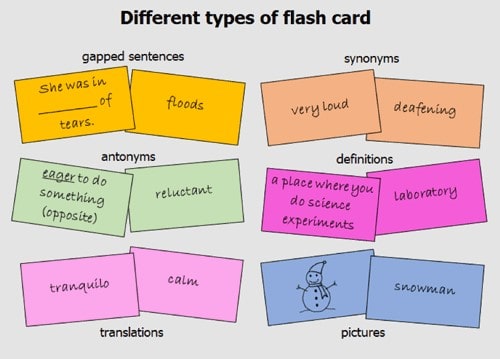 Different types of flash card
gapped sentences
She was in
________ of
tears.
floods
synonyms
very loud
deafening
antonyms
eager to do
something
(opposite)
reluctant
definitions
a place where you
do science
experiments
laboratory
tranquilo
calm
translations
snowman
pictures